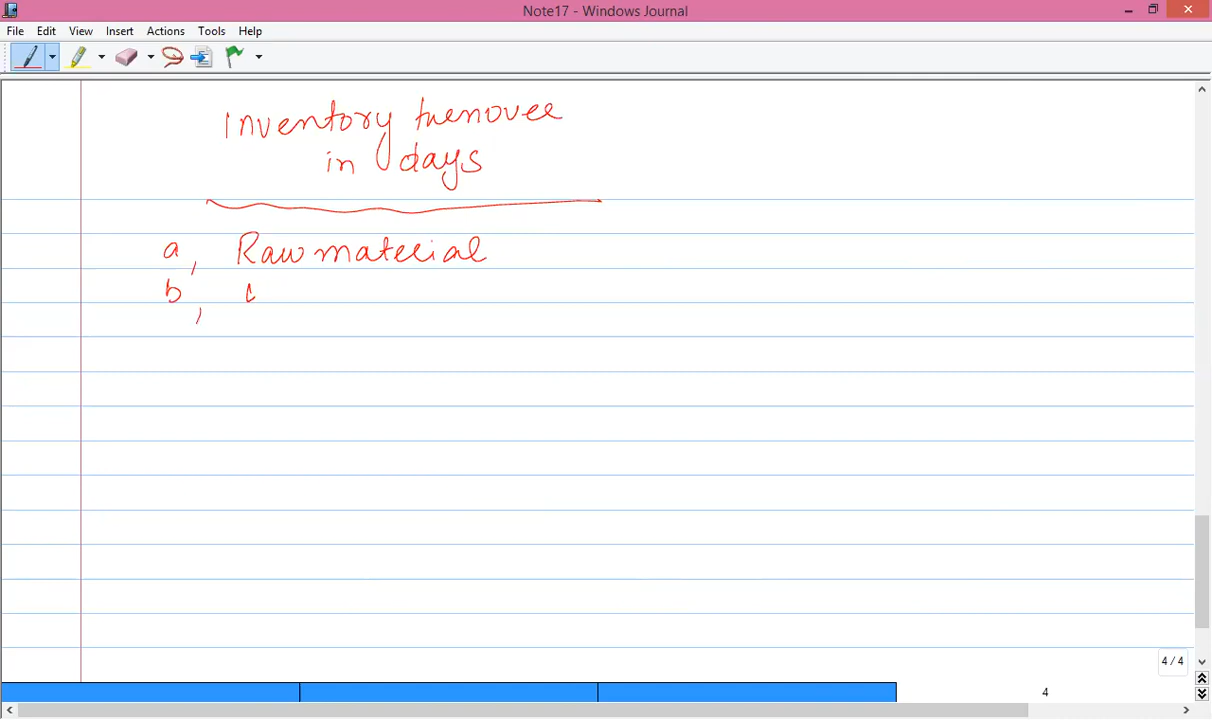 Note17 - Windows Journal
File Edit View Insert Actions Tools Help
Inventory turnover
in days
a, Raw material
b,
4 / 4
4